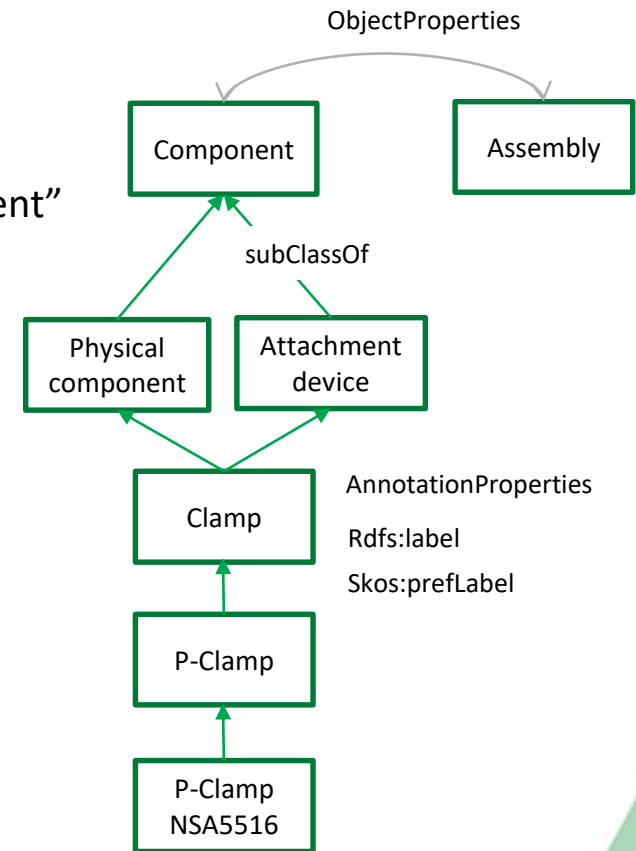 ObjectProperties
Component
Assembly
ent”
subClassOf
Physical
component
Attachment
device
Clamp
AnnotationProperties
Rdfs:label
Skos:prefLabel
P-Clamp
P-Clamp
NSA5516